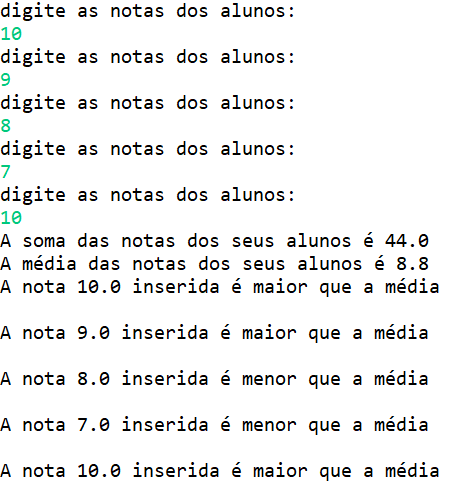 digite as notas dos alunos:
10
digite as notas dos alunos:
9
digite as notas dos alunos:
8
digite as notas dos alunos:
7
digite as notas dos alunos:
10
A soma das notas dos seus alunos é 44.0
A média das notas dos seus alunos é 8.8
A nota 10.0 inserida é maior que a média
A nota 9.0 inserida é maior que a média
A nota 8.0 inserida é menor que a média
A nota 7.0 inserida é menor que a média
A nota 10.0 inserida é maior que a média